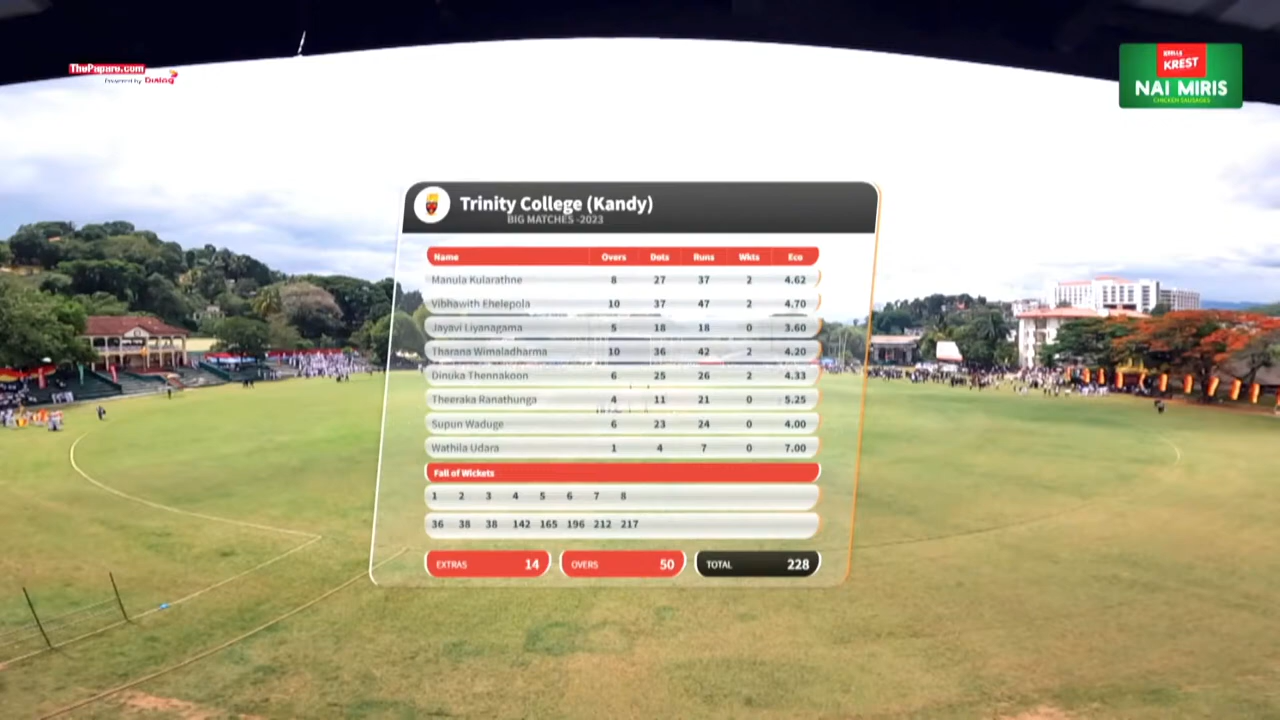 ThePapare.com
Powered by Dialog
KREST
NAI MIRIS
CHICKEN SAUSAGES
Trinity College (Kandy)
BIG MATCHES -2023
Name Overs Dots Runs Wkts Eco
Manula Kularathne 8 27 37 2 4.62
Vibhawith Ehelepola 10 37 47 2 4.70
Jayavi Liyanagama 5 18 18 0 3.60
Tharana Wimaladharma 10 36 42 2 4.20
Dinuka Thennakoon 6 25 26 2 4.33
Theeraka Ranathunga 4 11 21 0 5.25
Supun Waduge 6 23 24 0 4.00
Wathila Udara 1 4 7 0 7.00
Fall of Wickets
1 2 3 4 5 6 7 8
36 38 38 142 165 196 212 217
EXTRAS 14 OVERS 50 TOTAL 228